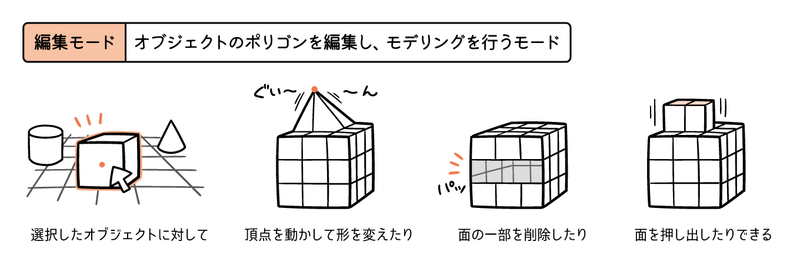 編集モード
オブジェクトのポリゴンを編集し、モデリングを行うモード
ぐい〜 〜ん
パッ
選択したオブジェクトに対して
頂点を動かして形を変えたり
面の一部を削除したり
面を押し出したりできる